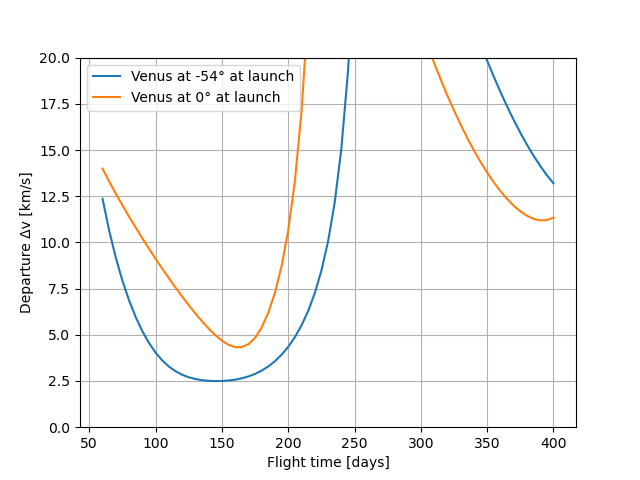 20.0
17.5
15.0
12.5
10.0
7.5
5.0
2.5
0.0
Departure Δv [km/s]
Venus at -54° at launch
Venus at 0° at launch
50 100 150 200 250 300 350 400
Flight time [days]